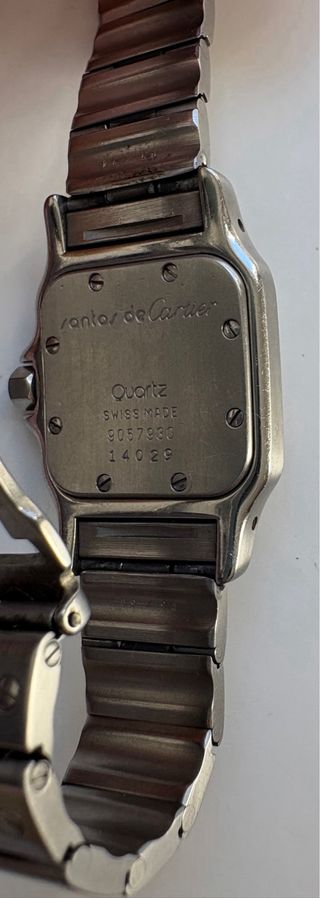 santos de Cartier
Quartz
SWISS MADE
9057930
14029